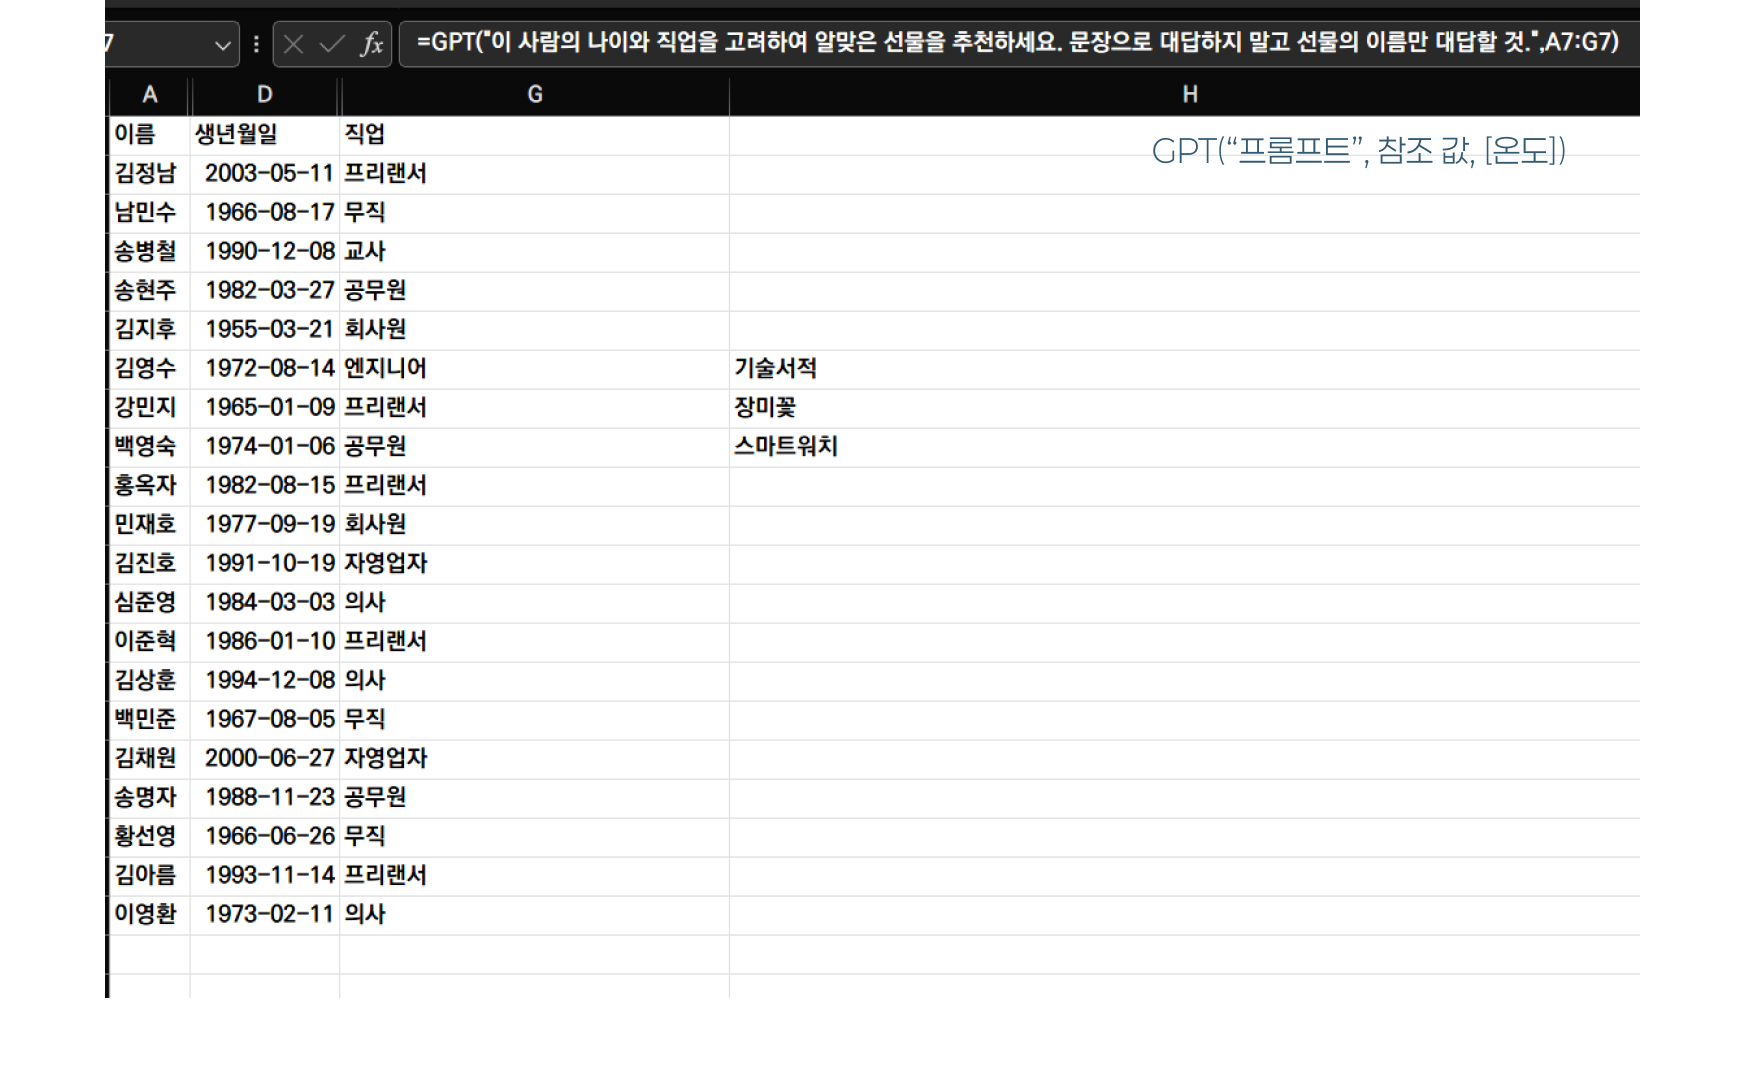 7 fx =GPT("이 사람의 나이와 직업을 고려하여 알맞은 선물을 추천하세요. 문장으로 대답하지 말고 선물의 이름만 대답할 것.",A7:G7)
A D G H
이름 생년월일 직업
GPT(“프롬프트”, 참조 값, [온도])
김정남 2003-05-11 프리랜서
남민수 1966-08-17 무직
송병철 1990-12-08 교사
송현주 1982-03-27 공무원
김지후 1955-03-21 회사원
김영수 1972-08-14 엔지니어 기술서적
강민지 1965-01-09 프리랜서 장미꽃
백영숙 1974-01-06 공무원 스마트워치
홍옥자 1982-08-15 프리랜서
민재호 1977-09-19 회사원
김진호 1991-10-19 자영업자
심준영 1984-03-03 의사
이준혁 1986-01-10 프리랜서
김상훈 1994-12-08 의사
백민준 1967-08-05 무직
김채원 2000-06-27 자영업자
송명자 1988-11-23 공무원
황선영 1966-06-26 무직
김아름 1993-11-14 프리랜서
이영환 1973-02-11 의사